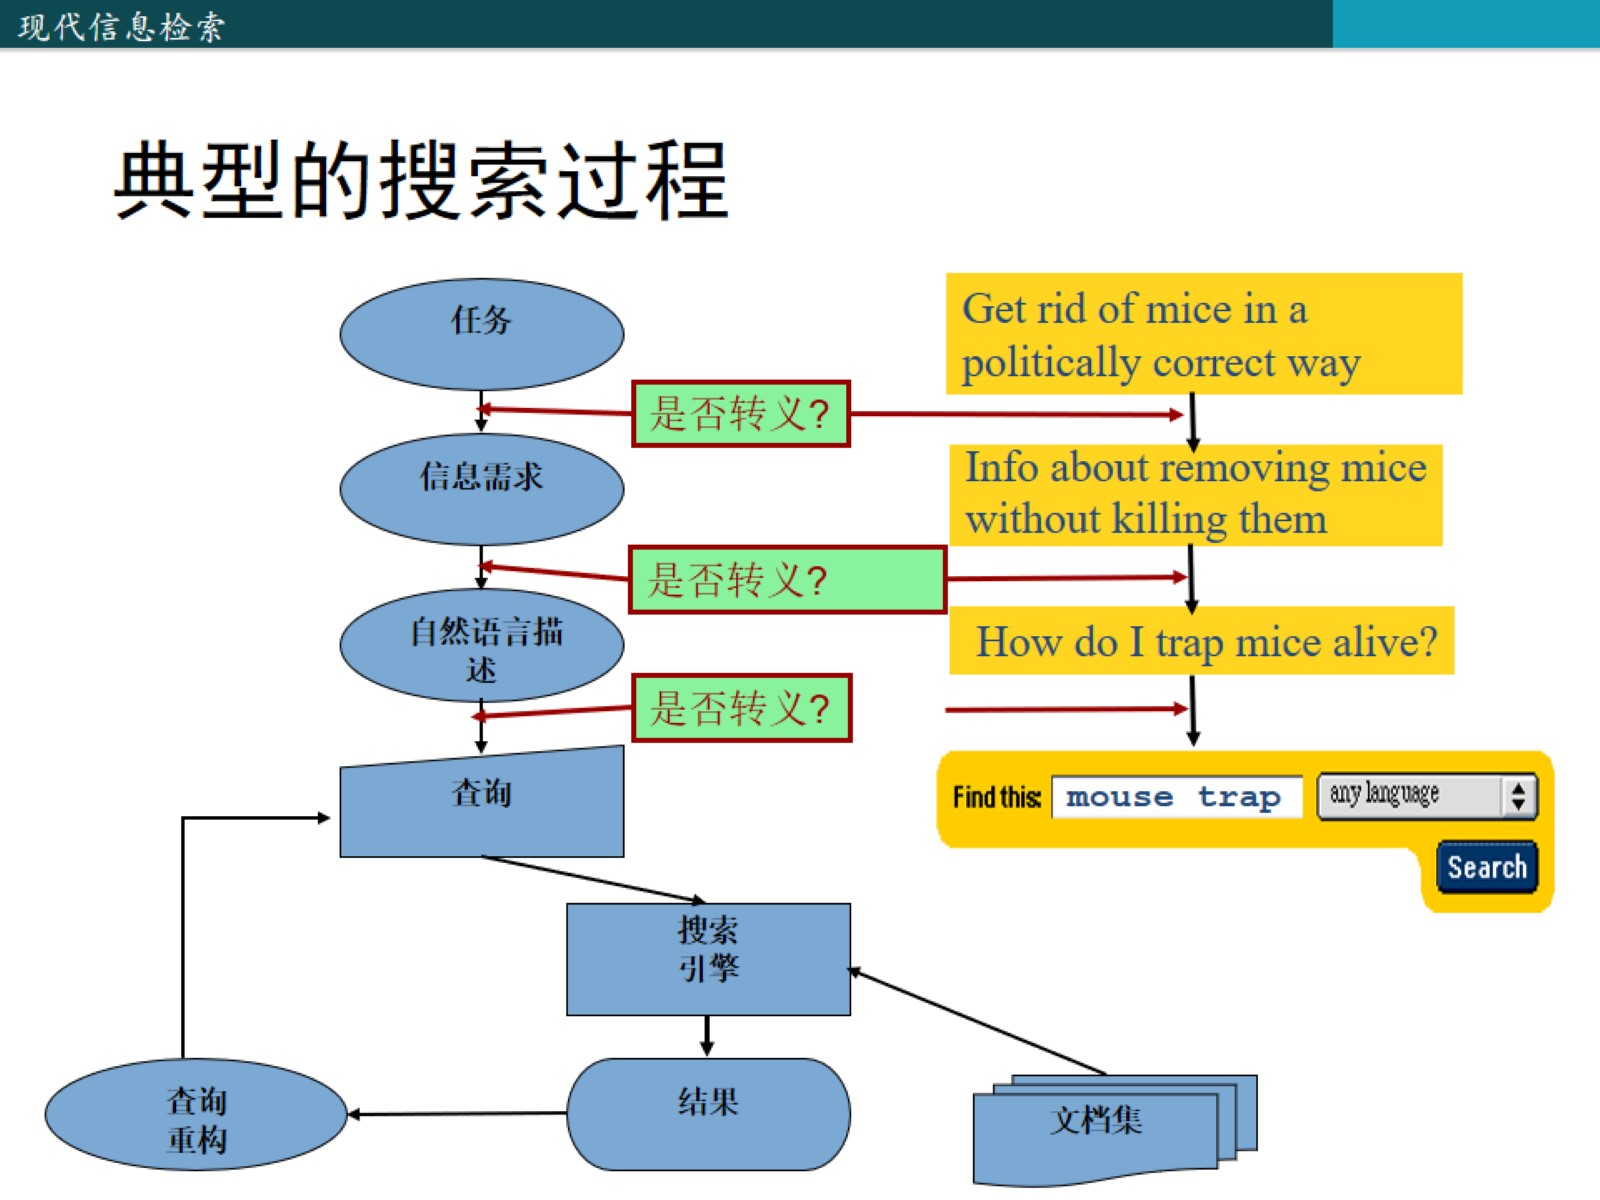 现代信息检索
典型的搜索过程
任务
Get rid of mice in a
politically correct way
是否转义?
信息需求
Info about removing mice
without killing them
是否转义?
自然语言描
述
How do I trap mice alive?
是否转义?
查询
Find this:
mouse trap
any language
Search
搜索
引擎
查询
重构
结果
文档集